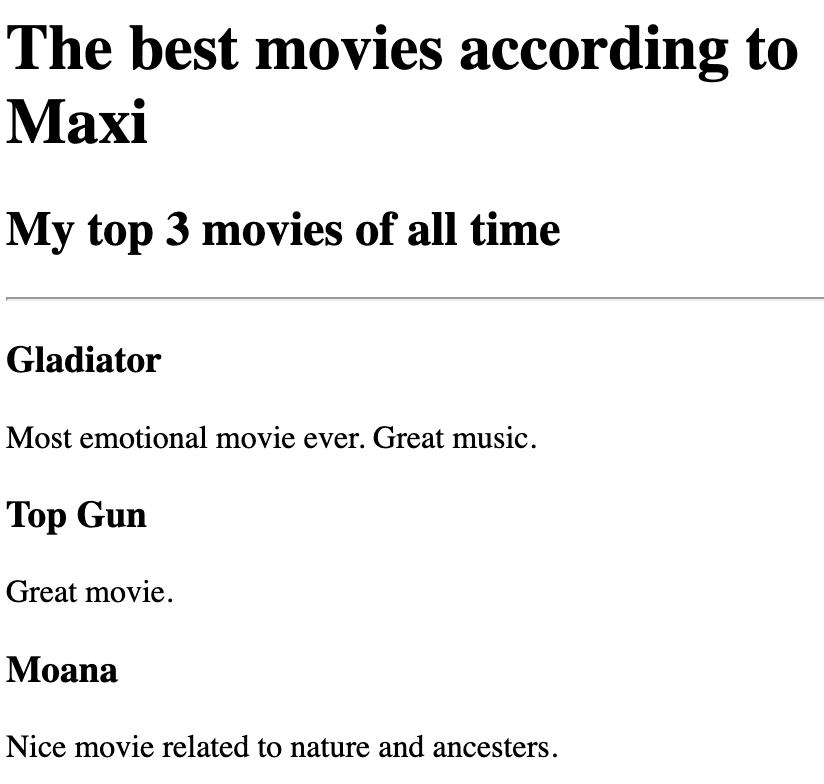 The best movies according to
Maxi
My top 3 movies of all time
Gladiator
Most emotional movie ever. Great music.
Top Gun
Great movie.
Moana
Nice movie related to nature and ancesters.